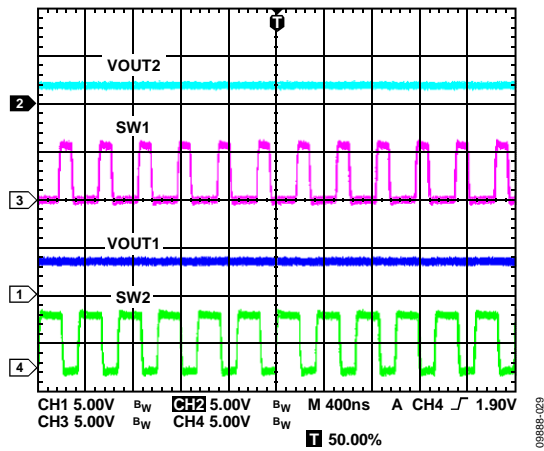 T
VOUT2
2
SW1
3
VOUT1
1
SW2
4
CH1 5.00V BW CH2 5.00V BW M 400ns A CH4 1.90V
CH3 5.00V BW CH4 5.00V BW
T 50.00%
09888-029